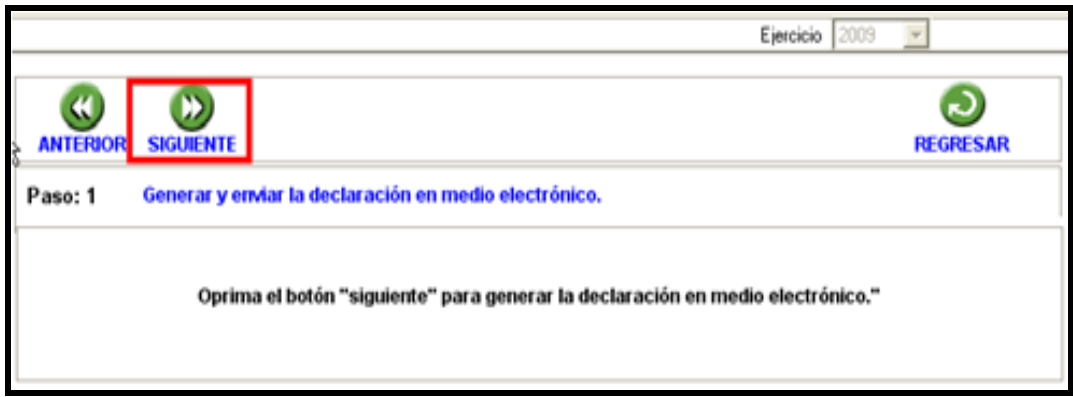 Ejercicio 2009
ANTERIOR SIGUIENTE REGRESAR
Paso: 1 Generar y enviar la declaración en medio electrónico.
Oprima el botón "siguiente" para generar la declaración en medio electrónico."